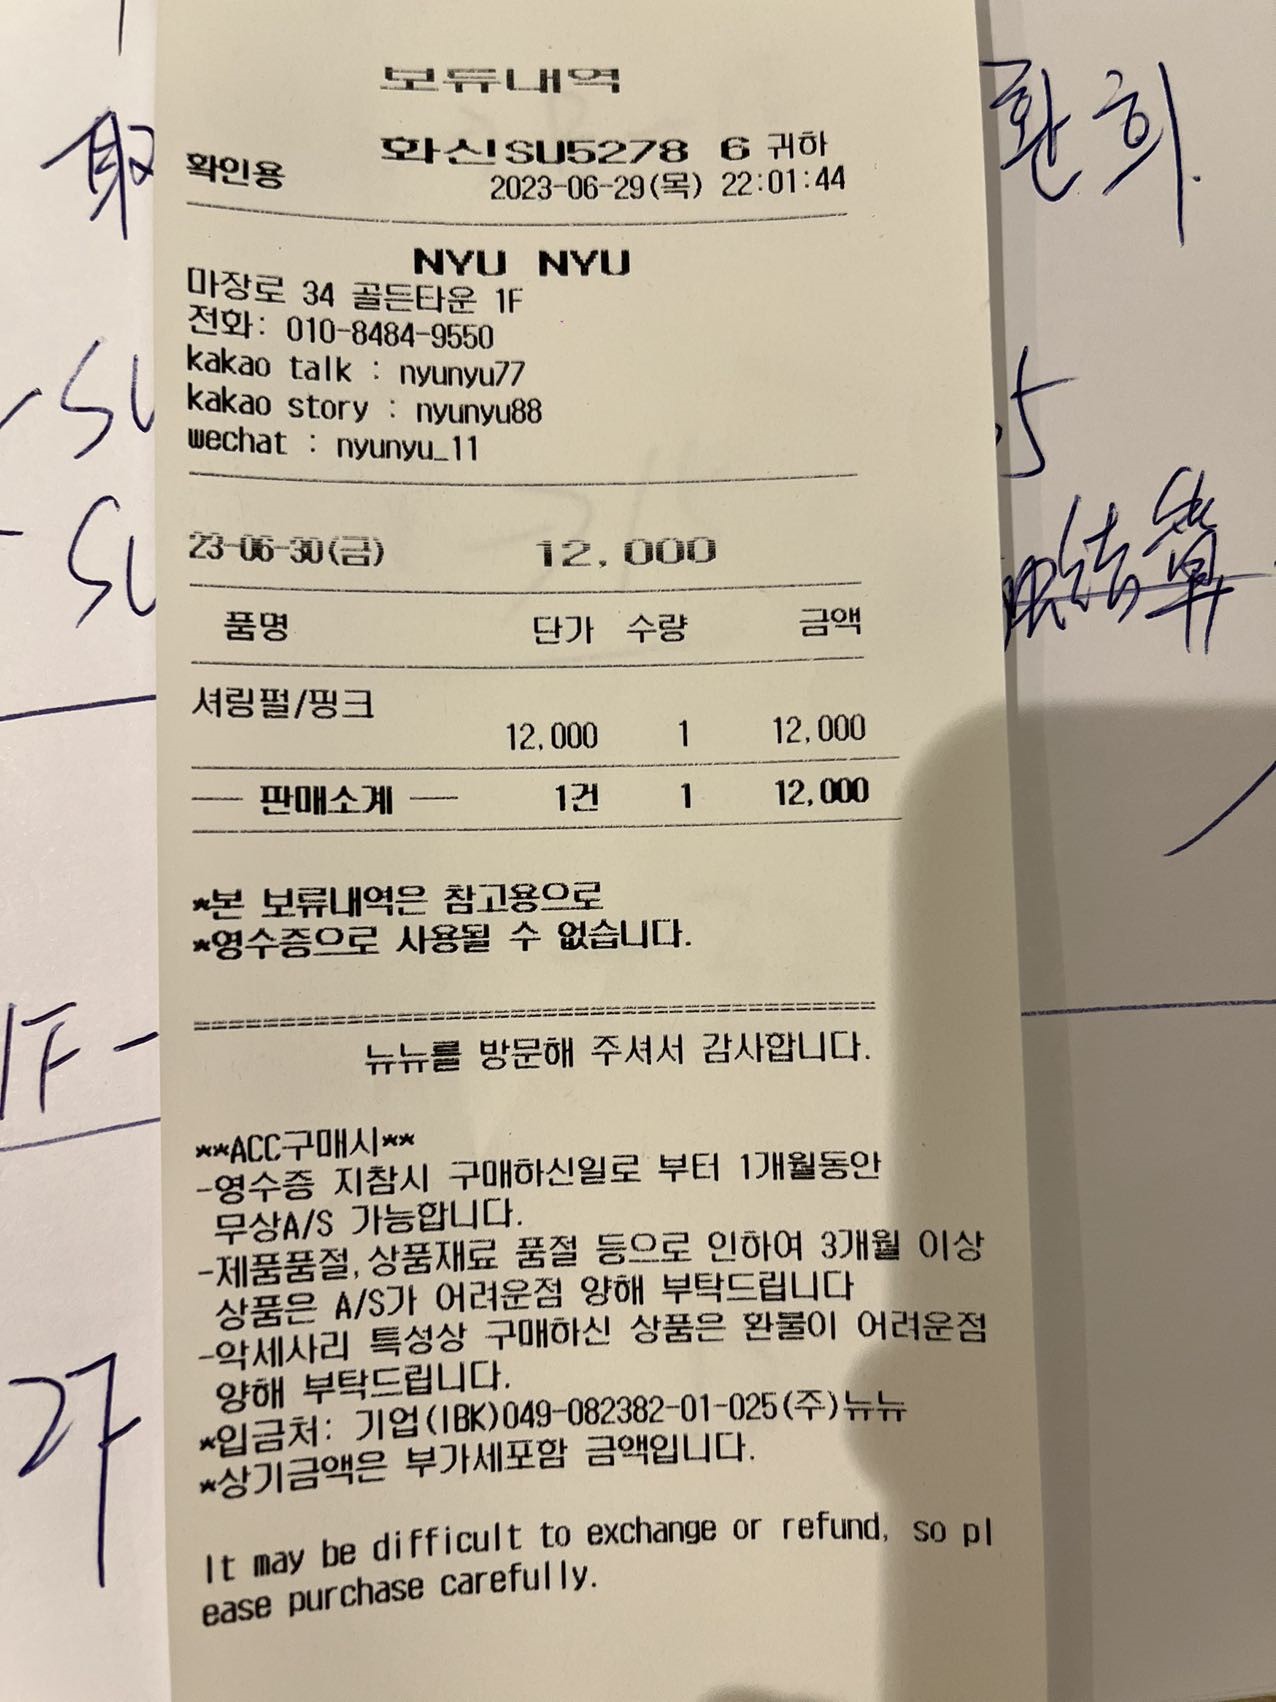 보류내역
화신SU5278 6 귀하
확인용
2023-06-29(목) 22:01:44
NYU NYU
마장로 34 골든타운 1F
전화: 010-8484-9550
kakao talk : nyunyu77
kakao story : nyunyu88
wechat : nyunyu_11
23-06-30(금) 12,000
품명 단가 수량 금액
셔링펄/핑크
12,000 1 12,000
── 판매소계 ── 1건 1 12,000
*본 보류내역은 참고용으로
*영수증으로 사용될 수 없습니다.
================================================
뉴뉴를 방문해 주셔서 감사합니다.
**ACC구매시**
-영수증 지참시 구매하신일로 부터 1개월동안
무상A/S 가능합니다.
-제품품절,상품재료 품절 등으로 인하여 3개월 이상
상품은 A/S가 어려운점 양해 부탁드립니다
-악세사리 특성상 구매하신 상품은 환불이 어려운점
양해 부탁드립니다.
*입금처: 기업(IBK)049-082382-01-025(주)뉴뉴
*상기금액은 부가세포함 금액입니다.
It may be difficult to exchange or refund, so pl
ease purchase carefully.
取
환희
SU
5
SU
结算
1F-
27